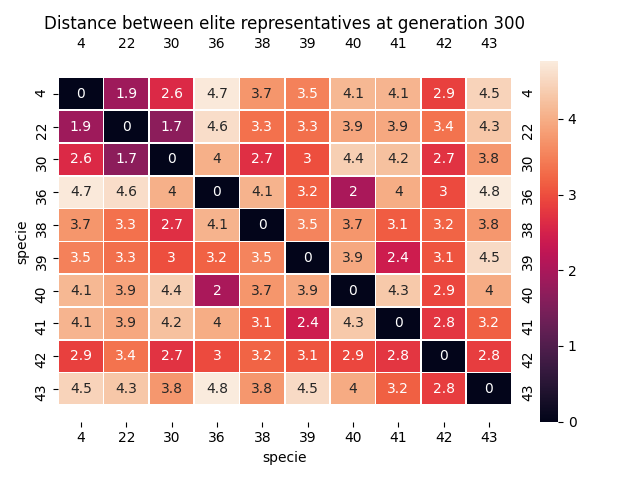 Distance between elite representatives at generation 300
4 22 30 36 38 39 40 41 42 43
4 0 1.9 2.6 4.7 3.7 3.5 4.1 4.1 2.9 4.5 4
22 1.9 0 1.7 4.6 3.3 3.3 3.9 3.9 3.4 4.3 22
30 2.6 1.7 0 4 2.7 3 4.4 4.2 2.7 3.8 30
36 4.7 4.6 4 0 4.1 3.2 2 4 3 4.8 36
38 3.7 3.3 2.7 4.1 0 3.5 3.7 3.1 3.2 3.8 38
39 3.5 3.3 3 3.2 3.5 0 3.9 2.4 3.1 4.5 39
40 4.1 3.9 4.4 2 3.7 3.9 0 4.3 2.9 4 40
41 4.1 3.9 4.2 4 3.1 2.4 4.3 0 2.8 3.2 41
42 2.9 3.4 2.7 3 3.2 3.1 2.9 2.8 0 2.8 42
43 4.5 4.3 3.8 4.8 3.8 4.5 4 3.2 2.8 0 43
4 22 30 36 38 39 40 41 42 43
specie
specie
4
3
2
1
0